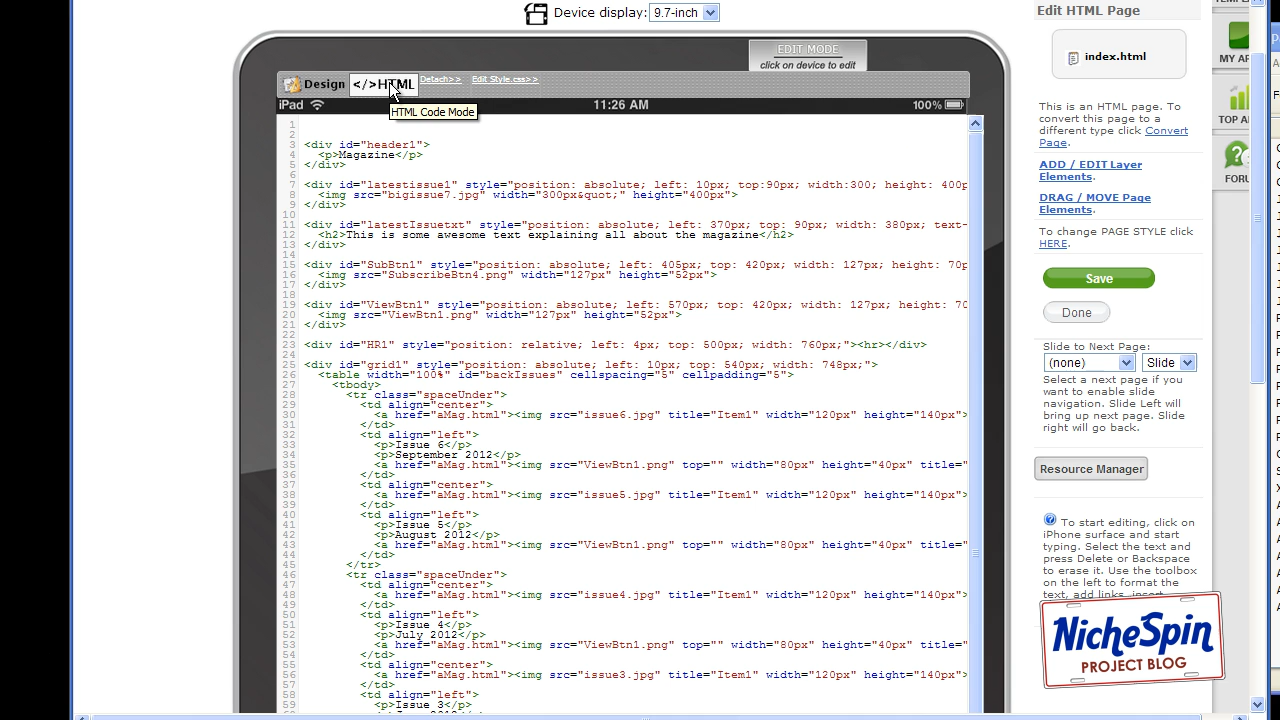 Device display: 9.7-inch
EDIT MODE
click on device to edit
Design </>HTML Detach>> Edit Style.css>>
iPad 11:26 AM 100%
HTML Code Mode
1
2
3 <div id="header1">
4 <p>Magazine</p>
5 </div>
6
7 <div id="latestissue1" style="position: absolute; left: 10px; top:90px; width:300; height: 400p
8 <img src="bigissue7.jpg" width="300px&quot;" height="400px">
9 </div>
10
11 <div id="latestIssuetxt" style="position: absolute; left: 370px; top: 90px; width: 380px; text-
12 <h2>This is some awesome text explaining all about the magazine</h2>
13 </div>
14
15 <div id="SubBtn1" style="position: absolute; left: 405px; top: 420px; width: 127px; height: 70p
16 <img src="SubscribeBtn4.png" width="127px" height="52px">
17 </div>
18
19 <div id="ViewBtn1" style="position: absolute; left: 570px; top: 420px; width: 127px; height: 70
20 <img src="ViewBtn1.png" width="127px" height="52px">
21 </div>
22
23 <div id="HR1" style="position: relative; left: 4px; top: 500px; width: 760px;"><hr></div>
24
25 <div id="grid1" style="position: absolute; left: 10px; top: 540px; width: 748px;">
26 <table width="100%" id="backIssues" cellspacing="5" cellpadding="5">
27 <tbody>
28 <tr class="spaceUnder">
29 <td align="center">
30 <a href="aMag.html"><img src="issue6.jpg" title="Item1" width="120px" height="140px">
31 </td>
32 <td align="left">
33 <p>Issue 6</p>
34 <p>September 2012</p>
35 <a href="aMag.html"><img src="ViewBtn1.png" top="" width="80px" height="40px" title="
36 </td>
37 <td align="center">
38 <a href="aMag.html"><img src="issue5.jpg" title="Item1" width="120px" height="140px">
39 </td>
40 <td align="left">
41 <p>Issue 5</p>
42 <p>August 2012</p>
43 <a href="aMag.html"><img src="ViewBtn1.png" top="" width="80px" height="40px" title="
44 </td>
45 </tr>
46 <tr class="spaceUnder">
47 <td align="center">
48 <a href="aMag.html"><img src="issue4.jpg" title="Item1" width="120px" height="140px">
49 </td>
50 <td align="left">
51 <p>Issue 4</p>
52 <p>July 2012</p>
53 <a href="aMag.html"><img src="ViewBtn1.png" top="" width="80px" height="40px" title="
54 </td>
55 <td align="center">
56 <a href="aMag.html"><img src="issue3.jpg" title="Item1" width="120px" height="140px">
57 </td>
58 <td align="left">
59 <p>Issue 3</p>
Edit HTML Page
index.html
This is an HTML page. To
convert this page to a
different type click Convert
Page.
ADD / EDIT Layer
Elements.
DRAG / MOVE Page
Elements.
To change PAGE STYLE click
HERE.
Save
Done
Slide to Next Page:
(none) Slide
Select a next page if you
want to enable slide
navigation. Slide Left
will bring up next page. Slide
right will go back.
Resource Manager
To start editing, click on
iPhone surface and start
typing. Select the text and
press Delete or Backspace
to erase it. Use the toolbox
on the left to format the
text, add links, insert
MY AP
TOP A
FORU
NicheSpin
PROJECT BLOG